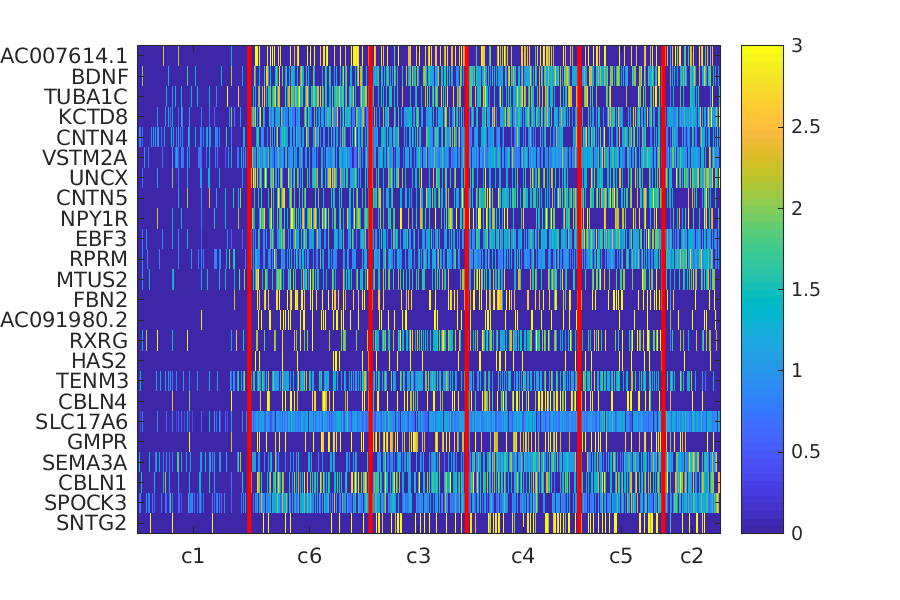 AC007614.1
BDNF
TUBA1C
KCTD8
CNTN4
VSTM2A
UNCX
CNTN5
NPY1R
EBF3
RPRM
MTUS2
FBN2
AC091980.2
RXRG
HAS2
TENM3
CBLN4
SLC17A6
GMPR
SEMA3A
CBLN1
SPOCK3
SNTG2
c1 c6 c3 c4 c5 c2
3
2.5
2
1.5
1
0.5
0